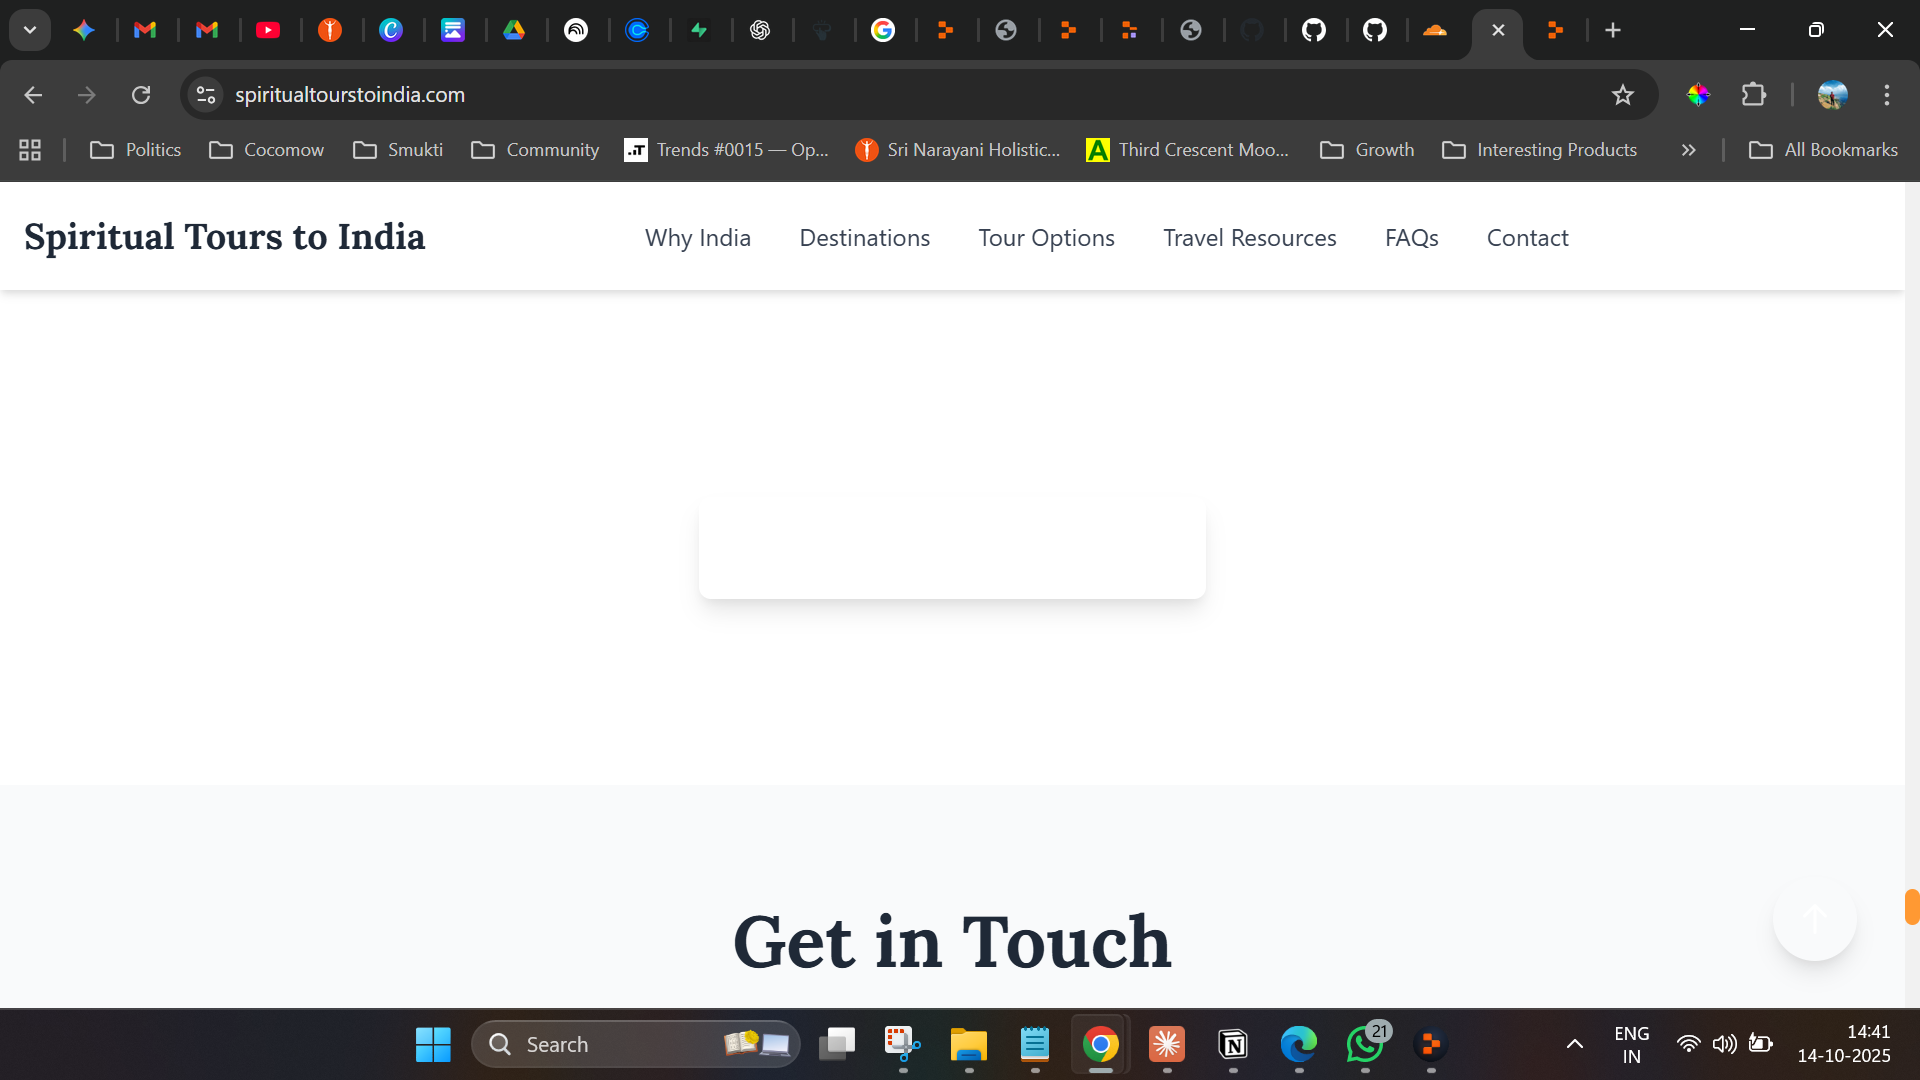 spiritualtourstoindia.com
Politics
Cocomow
Smukti
Community
Trends #0015 — Op...
Sri Narayani Holistic...
Third Crescent Moo...
Growth
Interesting Products
All Bookmarks
Spiritual Tours to India
Why India
Destinations
Tour Options
Travel Resources
FAQs
Contact
Get in Touch
Search
21
ENG
IN
14:41
14-10-2025